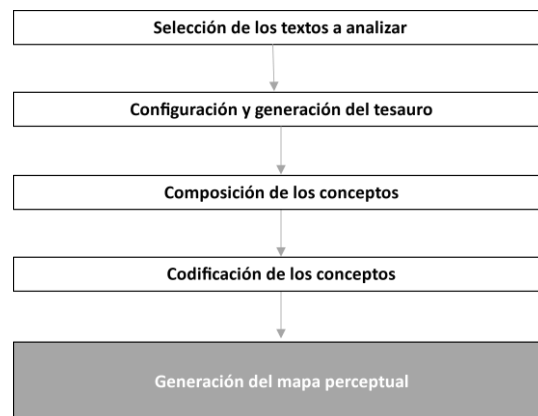 Selección de los textos a analizar
Configuración y generación del tesauro
Composición de los conceptos
Codificación de los conceptos
Generación del mapa perceptual